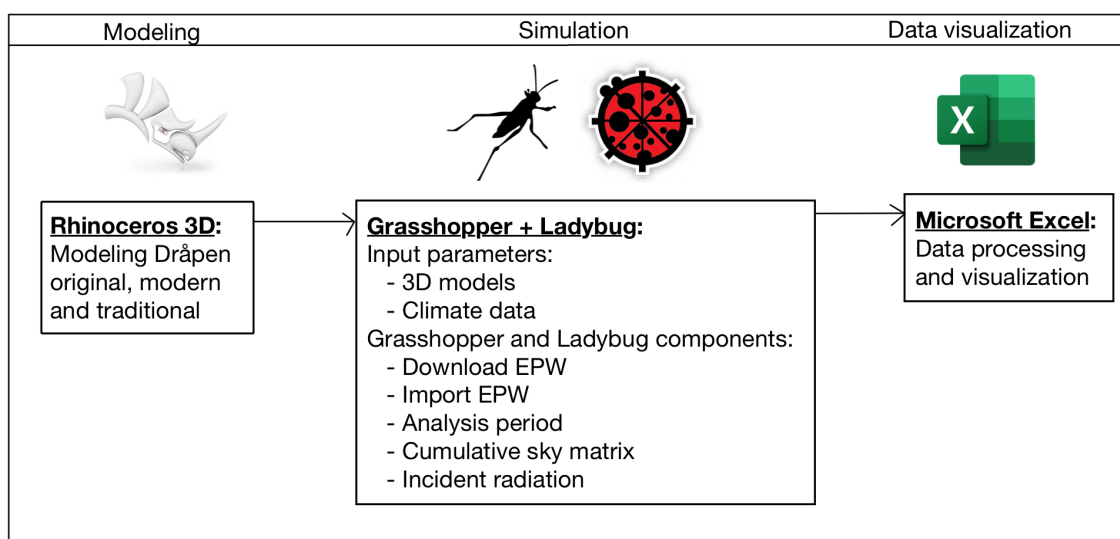 Modeling
Simulation
Data visualization
X
Rhinoceros 3D:
Modeling Dråpen
original, modern
and traditional
Grasshopper + Ladybug:
Input parameters:
- 3D models
- Climate data
Grasshopper and Ladybug components:
- Download EPW
- Import EPW
- Analysis period
- Cumulative sky matrix
- Incident radiation
Microsoft Excel:
Data processing
and visualization